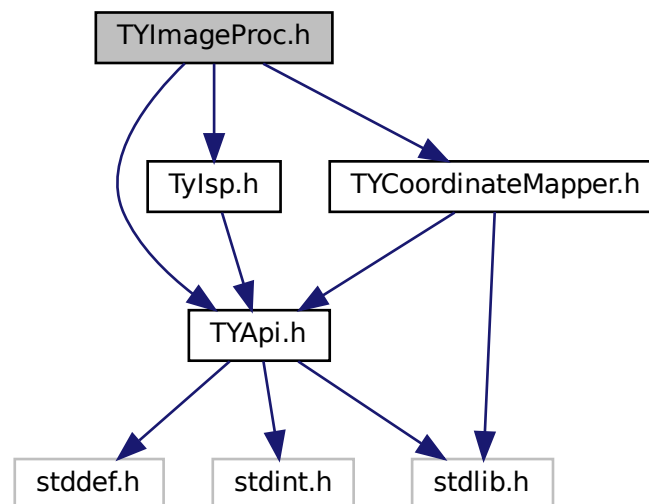 TYImageProc.h
TyIsp.h
TYCoordinateMapper.h
TYApi.h
stddef.h
stdint.h
stdlib.h